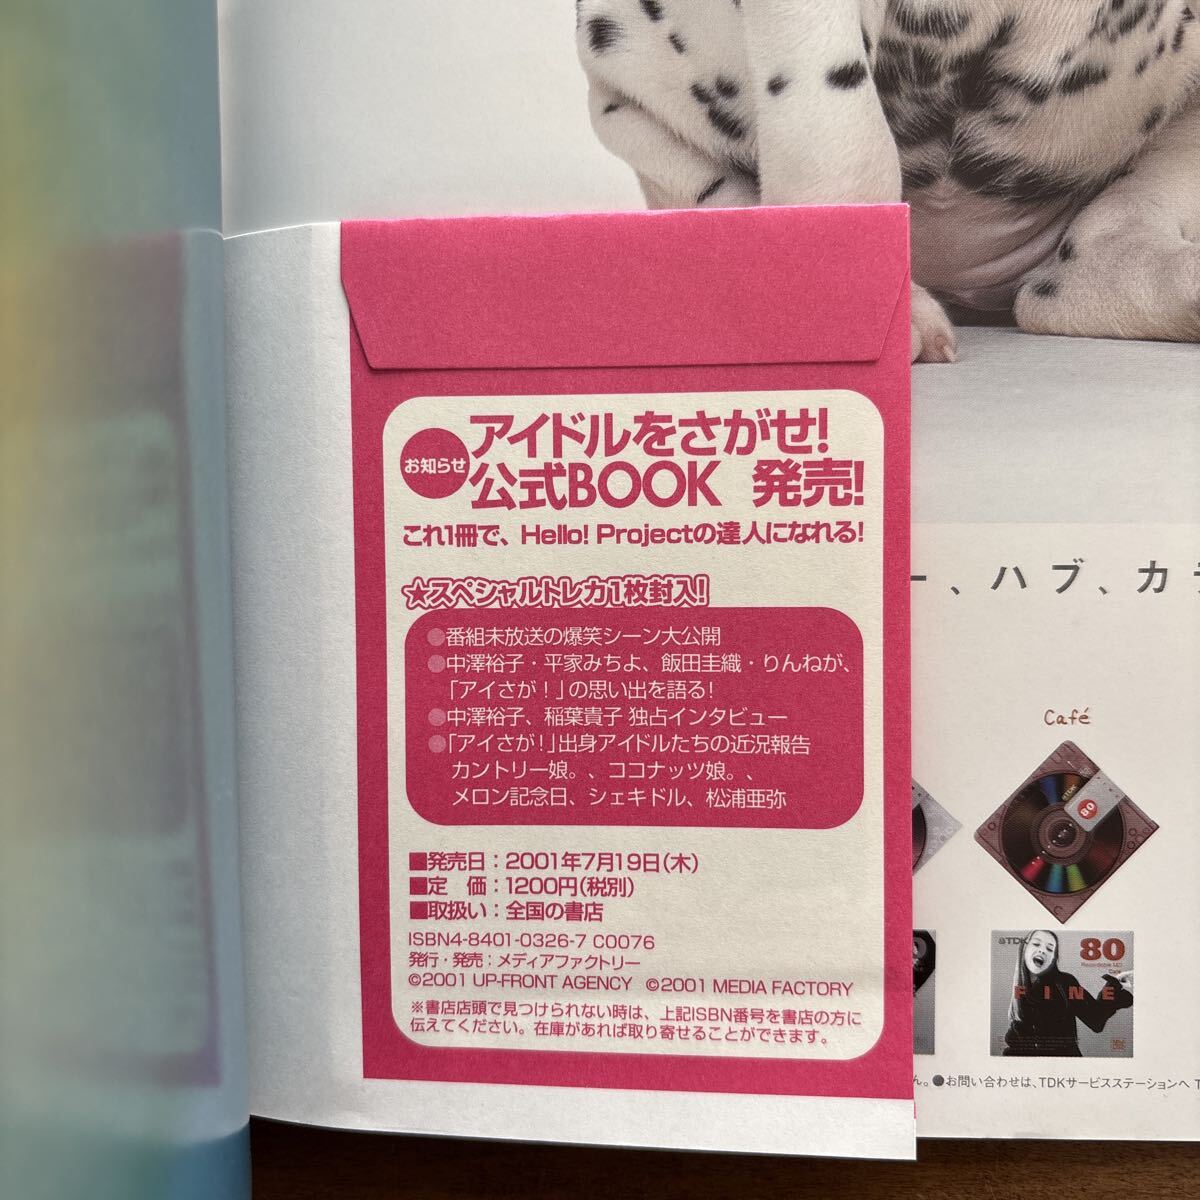 お知らせ
アイドルをさがせ!
公式BOOK 発売!
これ1冊で、Hello! Projectの達人になれる!
★スペシャルトレカ1枚封入!
●番組未放送の爆笑シーン大公開
●中澤裕子・平家みちよ、飯田圭織・りんねが、
「アイさが!」の思い出を語る!
●中澤裕子、稲葉貴子 独占インタビュー
●「アイさが!」出身アイドルたちの近況報告
カントリー娘。、ココナッツ娘。、
メロン記念日、シェキドル、松浦亜弥
■発売日:2001年7月19日(木)
■定 価:1200円(税別)
■取扱い:全国の書店
ISBN4-8401-0326-7 C0076
発行・発売:メディアファクトリー
©2001 UP-FRONT AGENCY ©2001 MEDIA FACTORY
※書店店頭で見つけられない時は、上記ISBN番号を書店の方に
伝えてください。在庫があれば取り寄せることができます。
ー、ハブ、カ
Café
TDK
80
TDK
80
Recordable MD
Café
FINE
ん。●お問い合わせは、TDKサービスステーションへ T